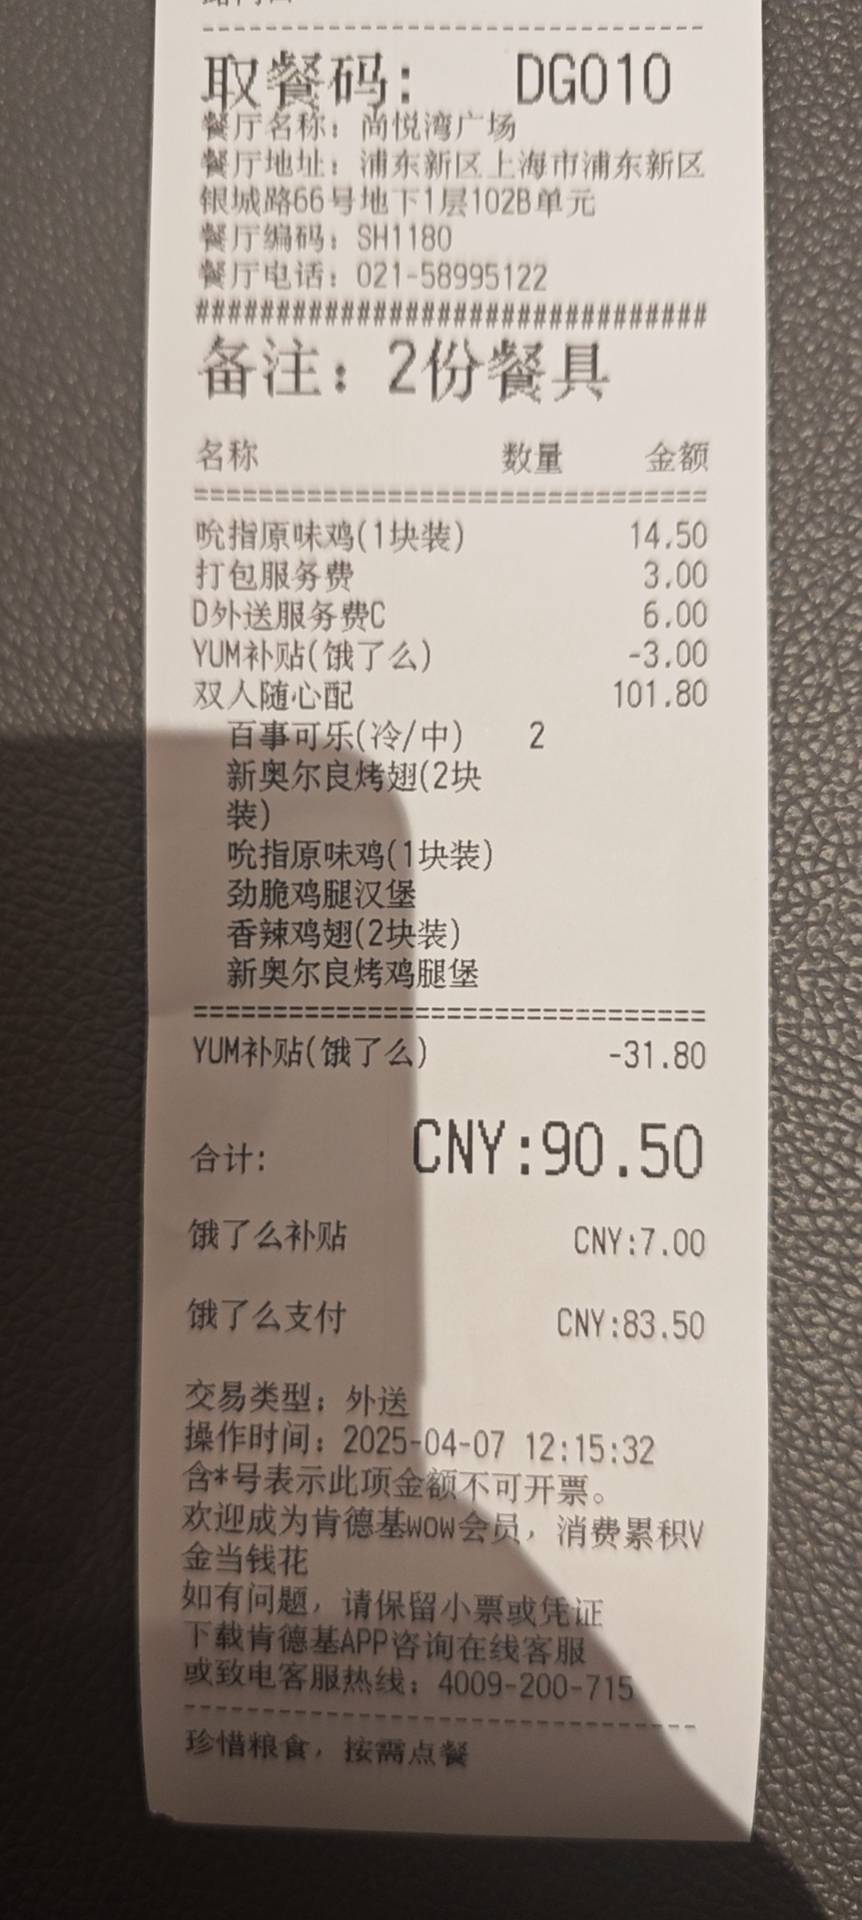 --------------------------------
取餐码: DG010
餐厅名称: 尚悦湾广场
餐厅地址: 浦东新区上海市浦东新区
银城路66号地下1层102B单元
餐厅编码: SH1180
餐厅电话: 021-58995122
################################
备注: 2份餐具
名称 数量 金额
================================
吮指原味鸡(1块装) 14.50
打包服务费 3.00
D外送服务费C 6.00
YUM补贴(饿了么) -3.00
双人随心配 101.80
百事可乐(冷/中) 2
新奥尔良烤翅(2块
装)
吮指原味鸡(1块装)
劲脆鸡腿汉堡
香辣鸡翅(2块装)
新奥尔良烤鸡腿堡
================================
YUM补贴(饿了么) -31.80
合计: CNY:90.50
饿了么补贴 CNY:7.00
饿了么支付 CNY:83.50
交易类型: 外送
操作时间: 2025-04-07 12:15:32
含*号表示此项金额不可开票。
欢迎成为肯德基WOW会员, 消费累积V
金当钱花
如有问题, 请保留小票或凭证
下载肯德基APP咨询在线客服
或致电客服热线: 4009-200-715
--------------------------------
珍惜粮食, 按需点餐